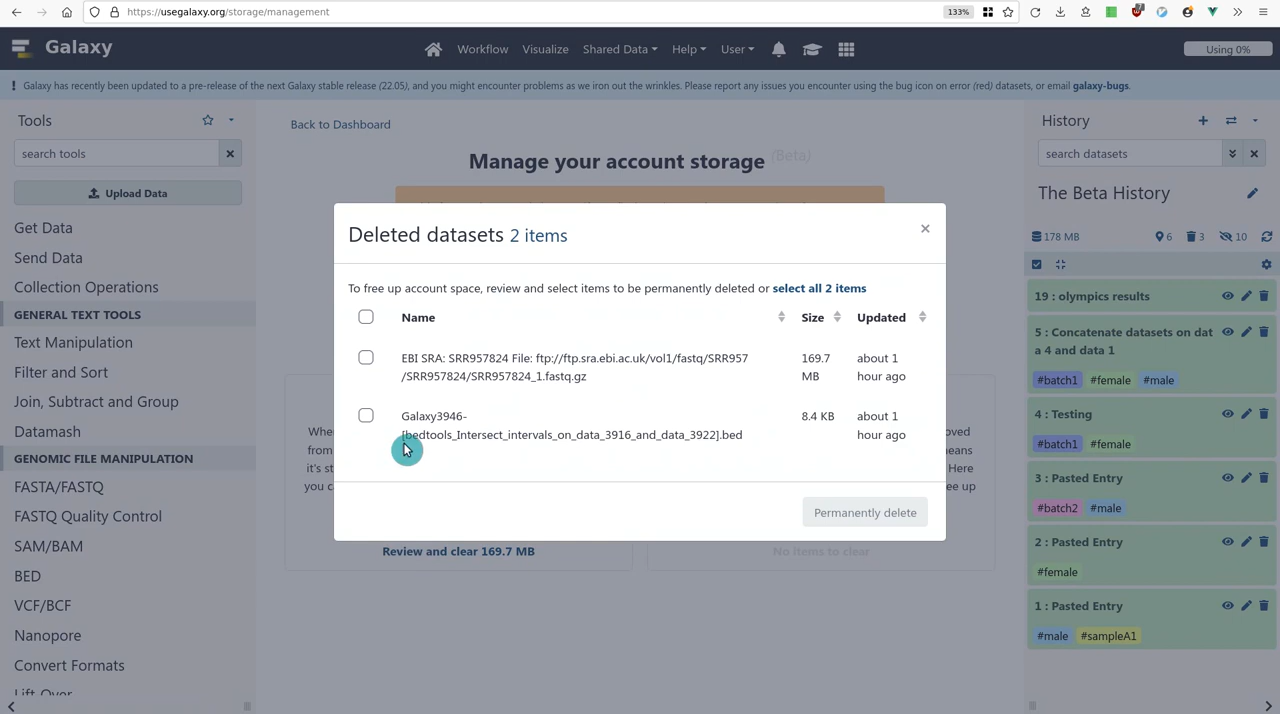 https://usegalaxy.org/storage/management
133%
Galaxy
Workflow
Visualize
Shared Data
Help
User
Using 0%
! Galaxy has recently been updated to a pre-release of the next Galaxy stable release (22.05), and you might encounter problems as we iron out the wrinkles. Please report any issues you encounter using the bug icon on error (red) datasets, or email galaxy-bugs.
Tools
search tools
Upload Data
Get Data
Send Data
Collection Operations
GENERAL TEXT TOOLS
Text Manipulation
Filter and Sort
Join, Subtract and Group
Datamash
GENOMIC FILE MANIPULATION
FASTA/FASTQ
FASTQ Quality Control
SAM/BAM
BED
VCF/BCF
Nanopore
Convert Formats
Lift-Over
Back to Dashboard
Manage your account storage (Beta)
Deleted datasets 2 items
To free up account space, review and select items to be permanently deleted or select all 2 items
Name
Size
Updated
EBI SRA: SRR957824 File: ftp://ftp.sra.ebi.ac.uk/vol1/fastq/SRR957
/SRR957824/SRR957824_1.fastq.gz
169.7
MB
about 1
hour ago
Galaxy3946-
[bedtools_Intersect_intervals_on_data_3916_and_data_3922].bed
8.4 KB
about 1
hour ago
Permanently delete
Whe
from
it's st
you c
oved
eans
Here
ee up
Review and clear 169.7 MB
No items to clear
History
search datasets
The Beta History
178 MB
6
3
10
19 : olympics results
5 : Concatenate datasets on dat
a 4 and data 1
#batch1
#female
#male
4 : Testing
#batch1
#female
3 : Pasted Entry
#batch2
#male
2 : Pasted Entry
#female
1 : Pasted Entry
#male
#sampleA1